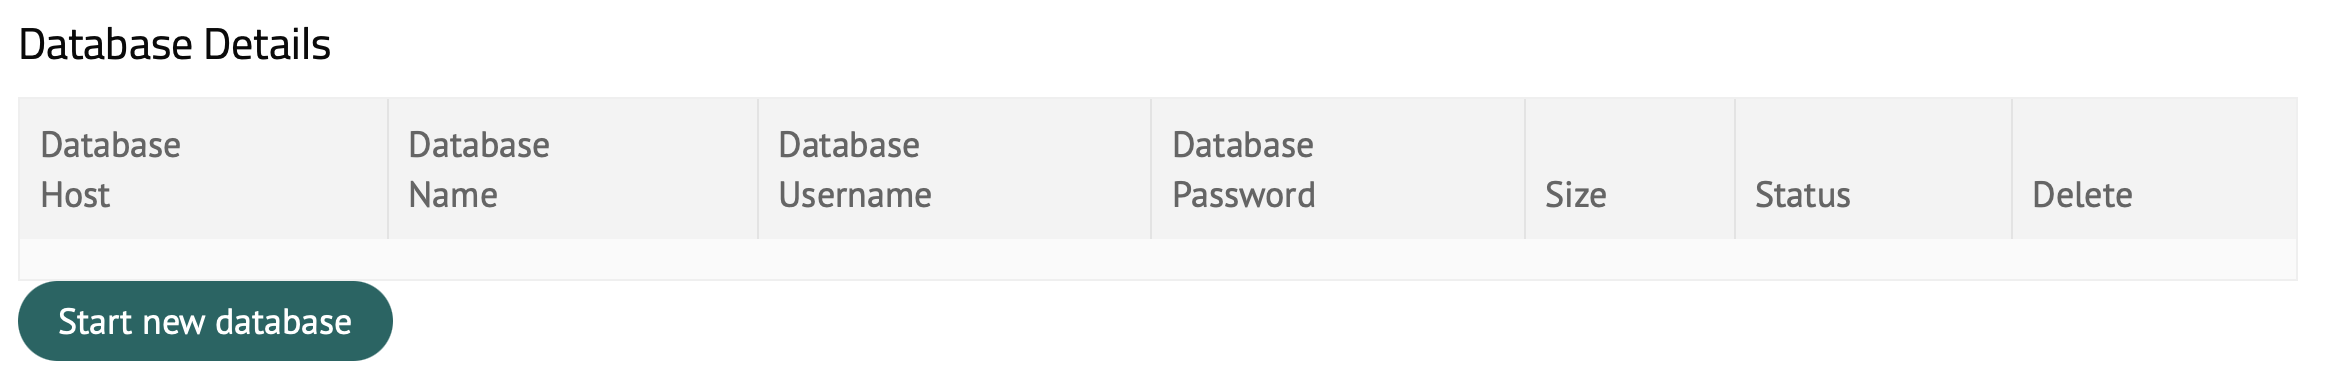 Database Details
Database Host
Database Name
Database Username
Database Password
Size
Status
Delete
Start new database